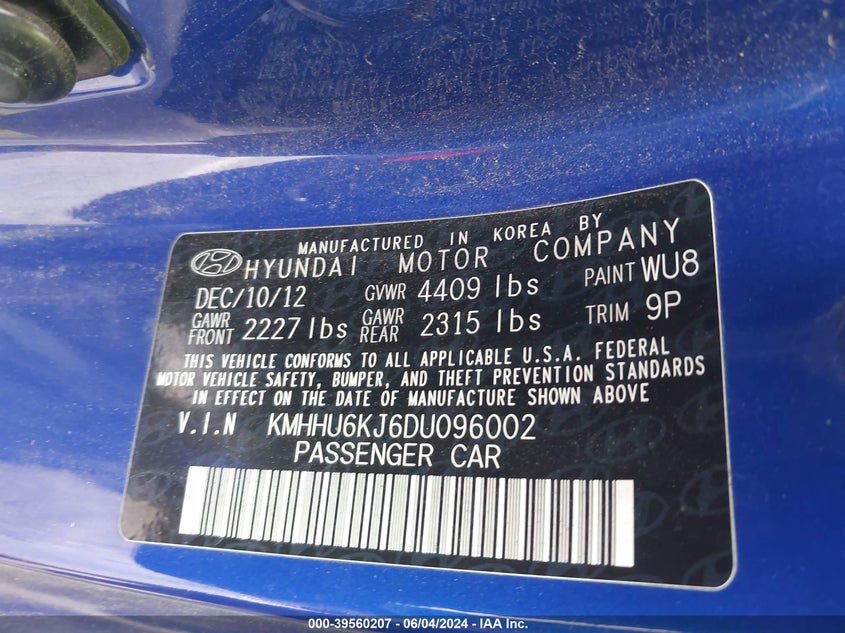 MANUFACTURED IN KOREA BY
HYUNDAI MOTOR COMPANY
DEC/10/12 GVWR 4409 lbs PAINT WU8
GAWR FRONT 2227 lbs GAWR REAR 2315 lbs TRIM 9P
THIS VEHICLE CONFORMS TO ALL APPLICABLE U.S.A. FEDERAL
MOTOR VEHICLE SAFETY, BUMPER, AND THEFT PREVENTION STANDARDS
IN EFFECT ON THE DATE OF MANUFACTURE SHOWN ABOVE
V.I.N KMHHU6KJ6DU096002
PASSENGER CAR
000-39560207 - 06/04/2024 - IAA Inc.